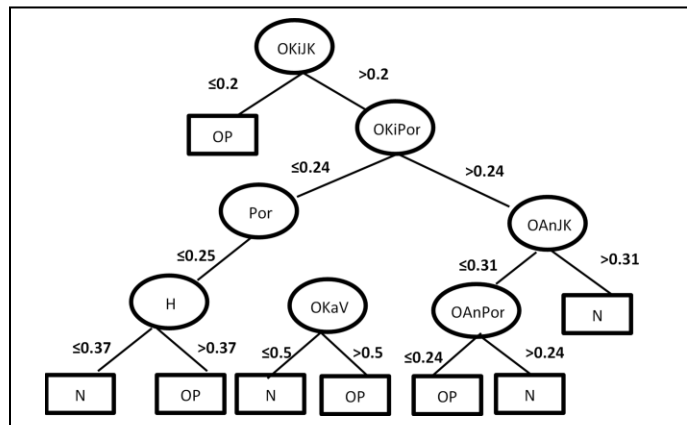 OKiJK
≤0.2
>0.2
OP
OKiPor
≤0.24
>0.24
Por
OAnJK
≤0.25
≤0.31
>0.31
H
OKaV
OAnPor
N
≤0.37
>0.37
≤0.5
>0.5
≤0.24
>0.24
N
OP
N
OP
OP
N